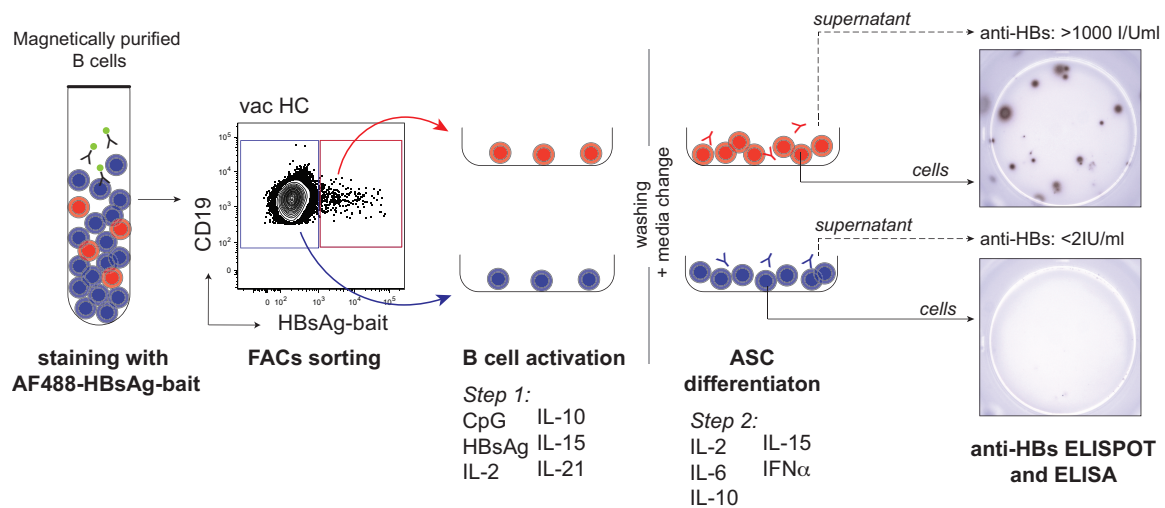 Magnetically purified
B cells
staining with
AF488-HBsAg-bait
vac HC
CD19
10⁵
10⁴
10³
10²
0
0 10² 10³ 10⁴ 10⁵
HBsAg-bait
FACs sorting
B cell activation
Step 1:
CpG IL-10
HBsAg IL-15
IL-2 IL-21
washing
+ media change
ASC
differentiaton
Step 2:
IL-2 IL-15
IL-6 IFNα
IL-10
supernatant
anti-HBs: >1000 I/Uml
cells
supernatant
anti-HBs: <2IU/ml
cells
anti-HBs ELISPOT
and ELISA